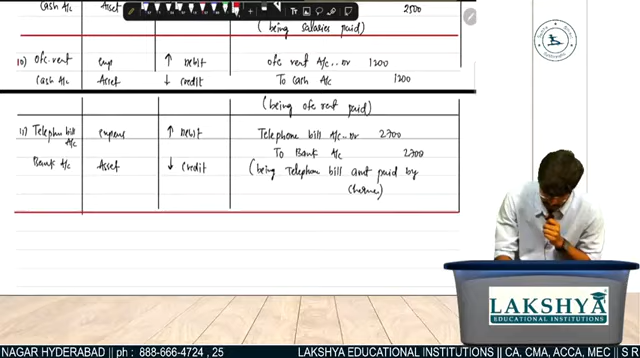 Cash A/c Asset 2500
(being salaries paid)
10) Ofc. rent exp ↑ Debit Ofc rent A/c..Dr 1200
Cash A/c Asset ↓ Credit To Cash A/c 1200
(being ofc rent paid)
11) Telephn bill A/c expens ↑ Debit Telephone bill A/c..Dr 2700
Bank A/c Asset ↓ Credit To Bank A/c 2700
(being Telephone bill amt paid by
cheque)
LAKSHYA
EDUCATIONAL INSTITUTIONS
NAGAR HYDERABAD || ph : 888-666-4724 , 25 LAKSHYA EDUCATIONAL INSTITUTIONS || CA, CMA, ACCA, MEC || S R